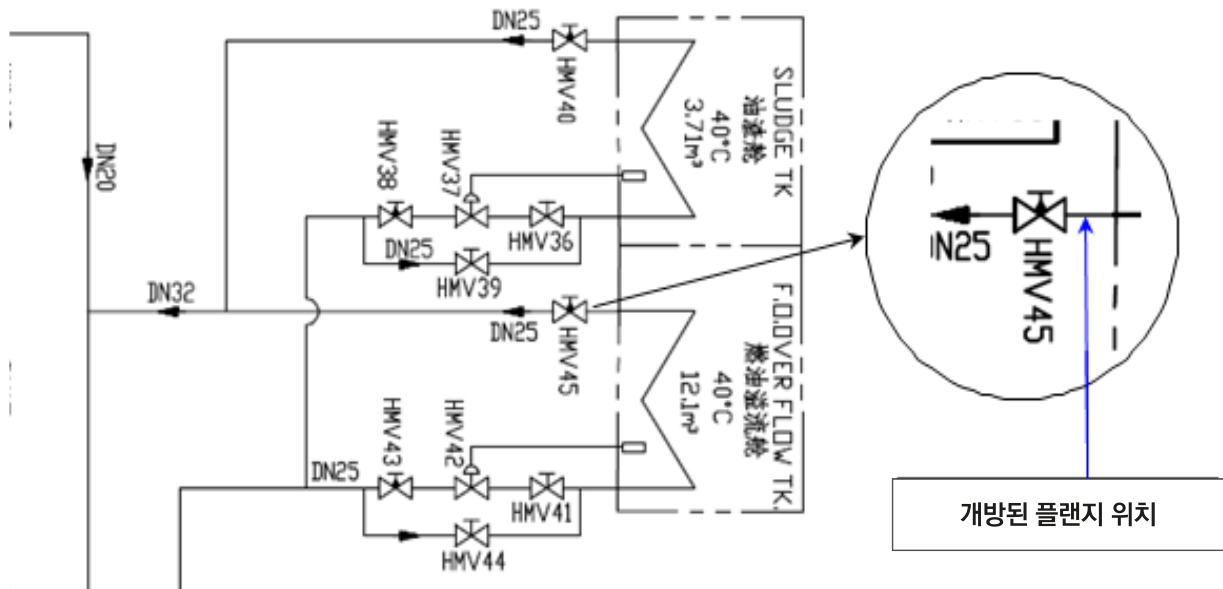 DN25
HMV40
SLUDGE TK
油渣舱
40°C
3.71m³
DN20
HMV38
HMV37
HMV36
DN25
HMV39
DN32
DN25
HMV45
F.O.OVER FLOW TK.
燃油溢流舱
40°C
12.1m³
DN25
HMV43
HMV42
HMV41
HMV44
N25
HMV45
개방된 플랜지 위치